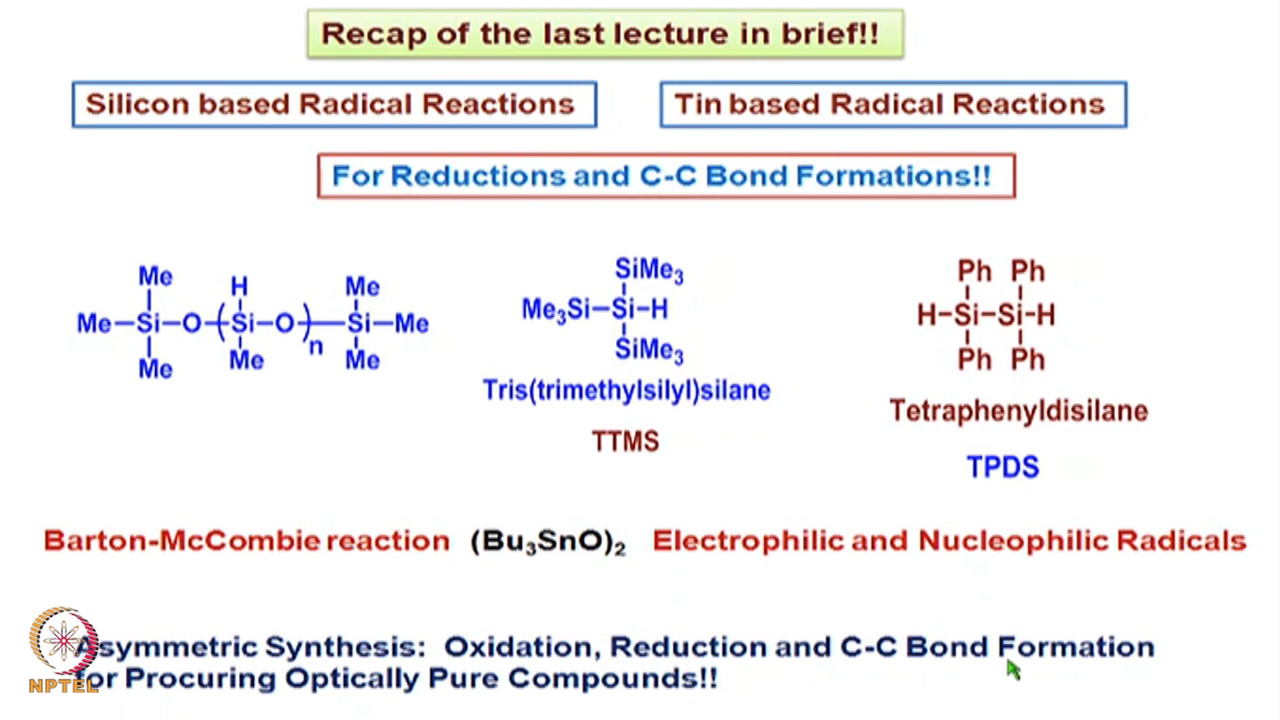 Recap of the last lecture in brief!!
Silicon based Radical Reactions
Tin based Radical Reactions
For Reductions and C-C Bond Formations!!
Me H Me
Me–Si–O–(Si–O)n–Si–Me
Me Me Me
SiMe3
Me3Si–Si–H
SiMe3
Tris(trimethylsilyl)silane
TTMS
Ph Ph
H–Si–Si–H
Ph Ph
Tetraphenyldisilane
TPDS
Barton-McCombie reaction (Bu3SnO)2 Electrophilic and Nucleophilic Radicals
Asymmetric Synthesis: Oxidation, Reduction and C-C Bond Formation
for Procuring Optically Pure Compounds!!
NPTEL